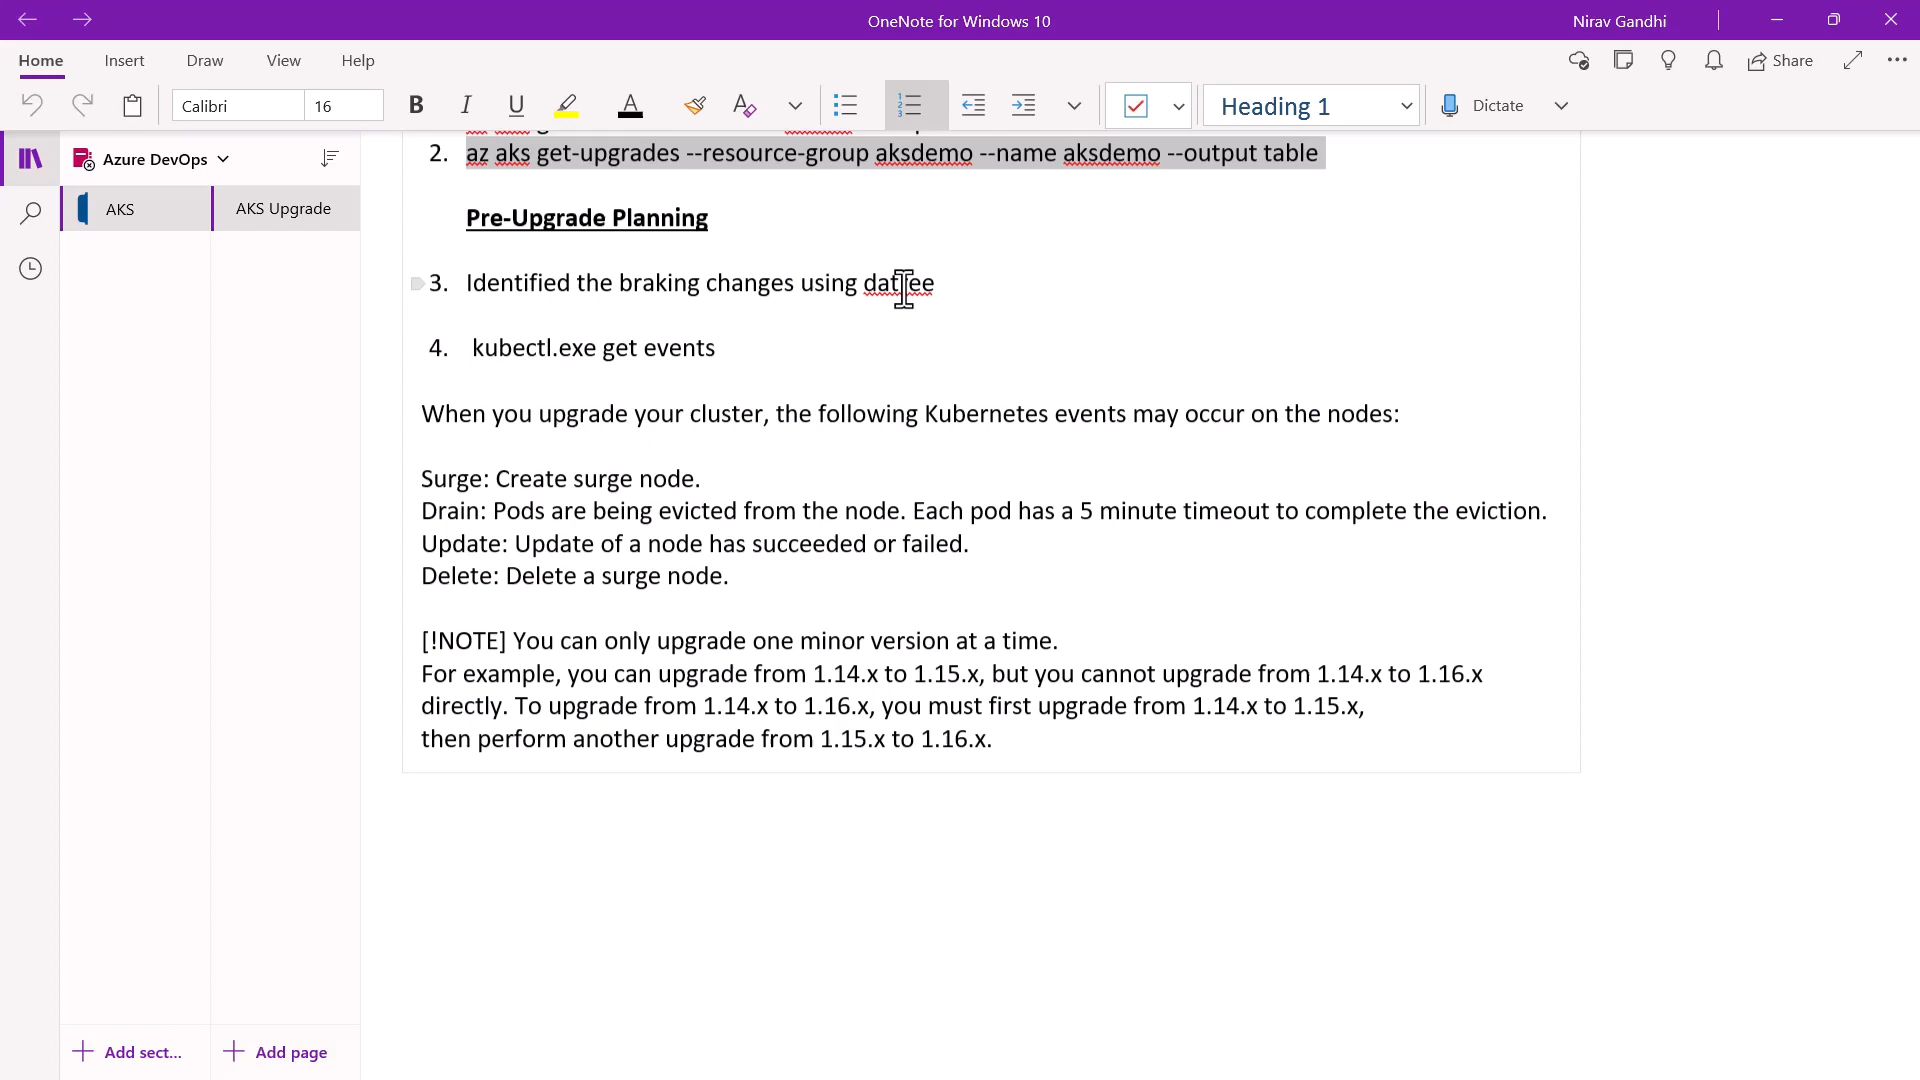 OneNote for Windows 10
Nirav Gandhi
Home
Insert
Draw
View
Help
Share
Calibri
16
B
I
U
A
A
Heading 1
Dictate
Azure DevOps
AKS
AKS Upgrade
2. az aks get-upgrades --resource-group aksdemo --name aksdemo --output table
Pre-Upgrade Planning
3. Identified the braking changes using
4. kubectl.exe get events
When you upgrade your cluster, the following Kubernetes events may occur on the nodes:
Surge: Create surge node.
Drain: Pods are being evicted from the node. Each pod has a 5 minute timeout to complete the eviction.
Update: Update of a node has succeeded or failed.
Delete: Delete a surge node.
[!NOTE] You can only upgrade one minor version at a time.
For example, you can upgrade from 1.14.x to 1.15.x, but you cannot upgrade from 1.14.x to 1.16.x
directly. To upgrade from 1.14.x to 1.16.x, you must first upgrade from 1.14.x to 1.15.x,
then perform another upgrade from 1.15.x to 1.16.x.
Add sect...
Add page